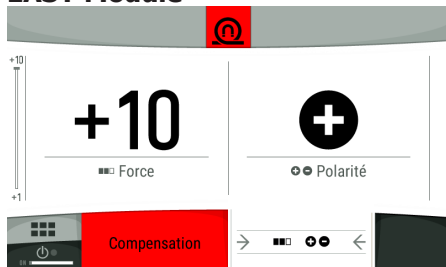 EAST Module
+10
+10
Force
Polarité
+1
Compensation